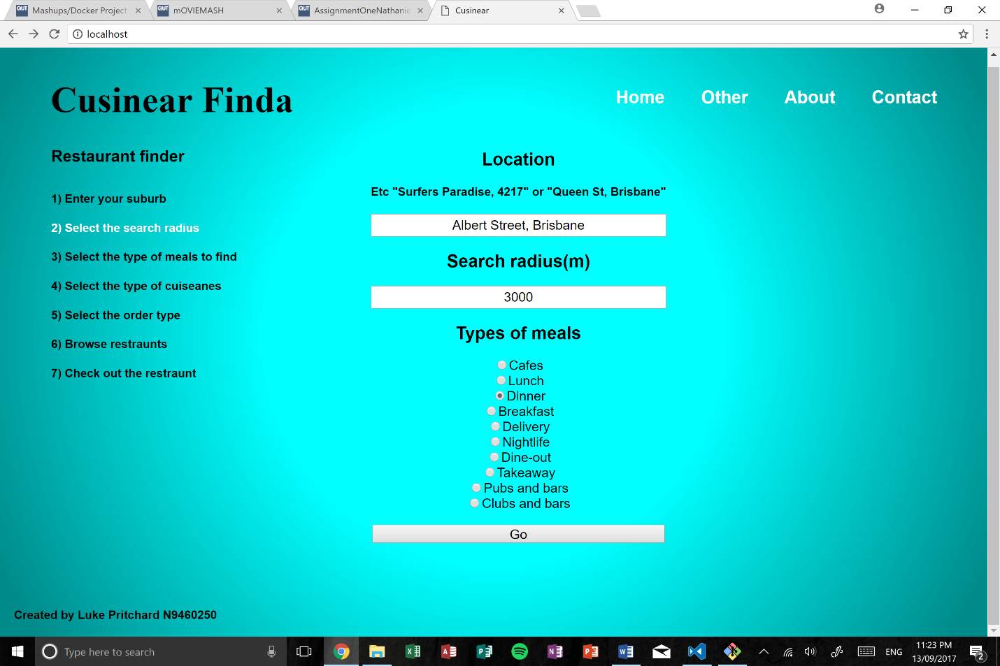 Mashups/Docker Project
mOVIEMASH
AssignmentOneNathanie
Cusinear
localhost
Cusinear Finda
Home
Other
About
Contact
Restaurant finder
1) Enter your suburb
2) Select the search radius
3) Select the type of meals to find
4) Select the type of cuiseanes
5) Select the order type
6) Browse restraunts
7) Check out the restraunt
Location
Etc "Surfers Paradise, 4217" or "Queen St, Brisbane"
Albert Street, Brisbane
Search radius(m)
3000
Types of meals
Cafes
Lunch
Dinner
Breakfast
Delivery
Nightlife
Dine-out
Takeaway
Pubs and bars
Clubs and bars
Go
Created by Luke Pritchard N9460250
Type here to search
ENG
11:23 PM
13/09/2017
2